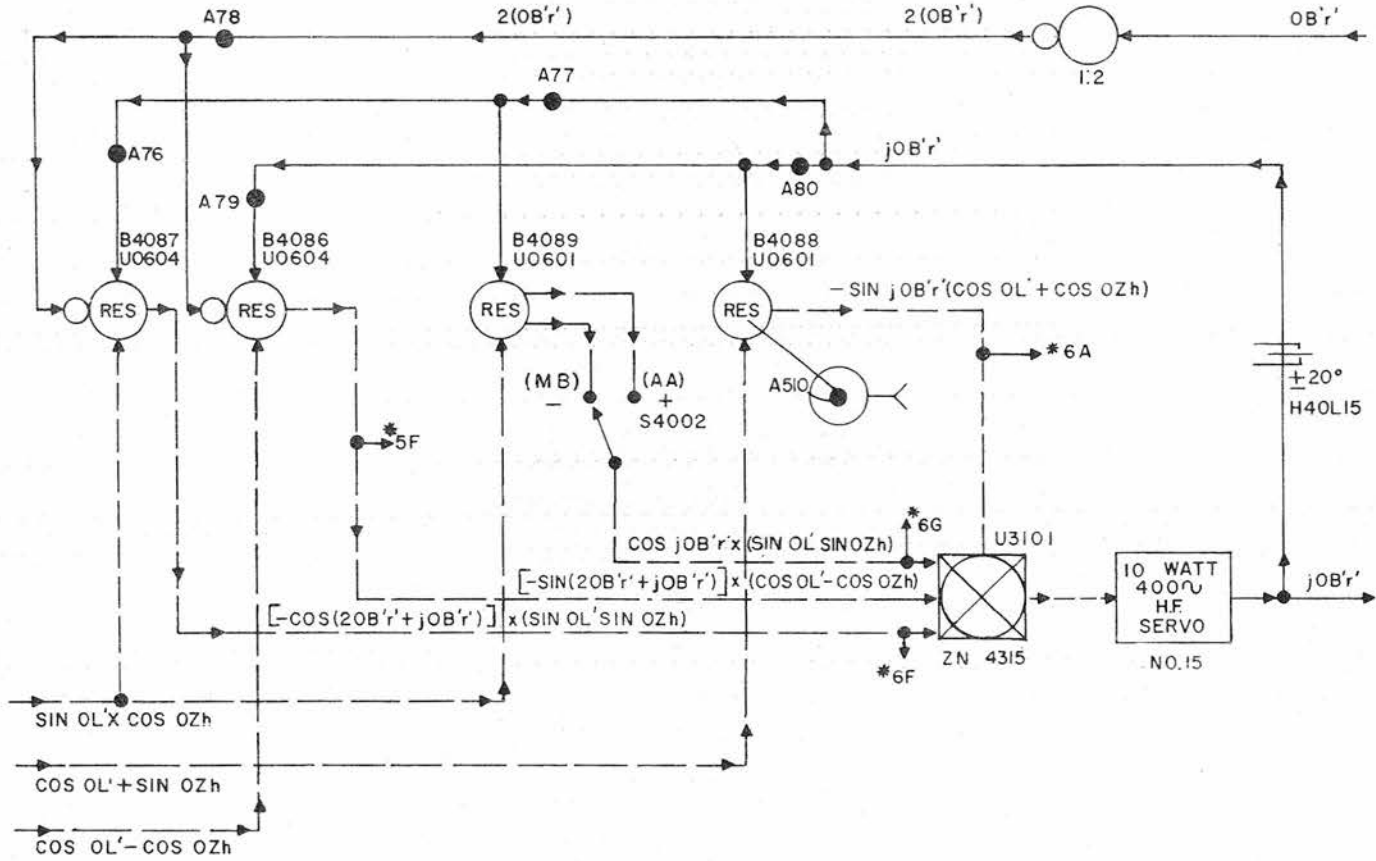 A78
2(OB'r')
2(OB'r')
OB'r'
1:2
A77
A76
jOB'r'
A79
A80
B4087
U0604
B4086
U0604
B4089
U0601
B4088
U0601
RES
RES
RES
RES
-SIN jOB'r'(COS OL' + COS OZh)
*6A
(MB)
-
(AA)
+
S4002
A510
±20°
H40L15
*5F
*6G
COS jOB'r' x (SIN OL' SIN OZh)
U3101
[-SIN(2OB'r' + jOB'r')] x (COS OL'-COS OZh)
10 WATT
400~
H.F.
SERVO
jOB'r'
[-COS(2OB'r' + jOB'r')] x (SIN OL' SIN OZh)
ZN 4315
NO.15
*6F
SIN OL' X COS OZh
COS OL' + SIN OZh
COS OL' - COS OZh